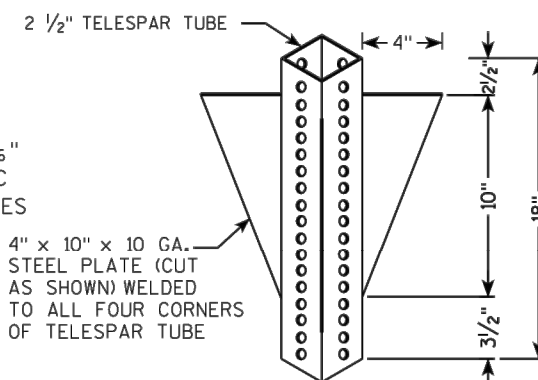 2 ½" TELESPAR TUBE
4"
2½"
10"
18"
3½"
ES
4" x 10" x 10 GA.
STEEL PLATE (CUT
AS SHOWN) WELDED
TO ALL FOUR CORNERS
OF TELESPAR TUBE